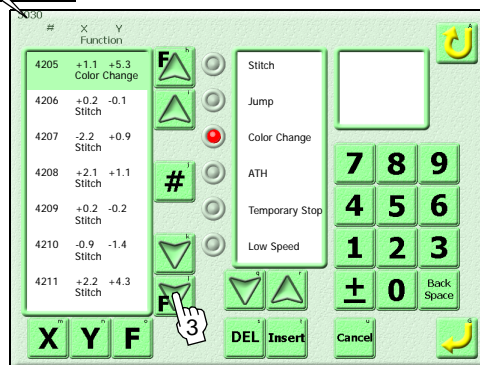 3030
# X Y
Function
4205 +1.1 +5.3
Color Change
4206 +0.2 -0.1
Stitch
4207 -2.2 +0.9
Stitch
4208 +2.1 +1.1
Stitch
4209 +0.2 -0.2
Stitch
4210 -0.9 -1.4
Stitch
4211 +2.2 +4.3
Stitch
F h
i
# j
k
F l
3
Stitch
Jump
Color Change
ATH
Temporary Stop
Low Speed
A
7 8 9
4 5 6
1 2 3
± 0 Back
Space
q r
X m Y n F o
DEL s Insert t Cancel u G